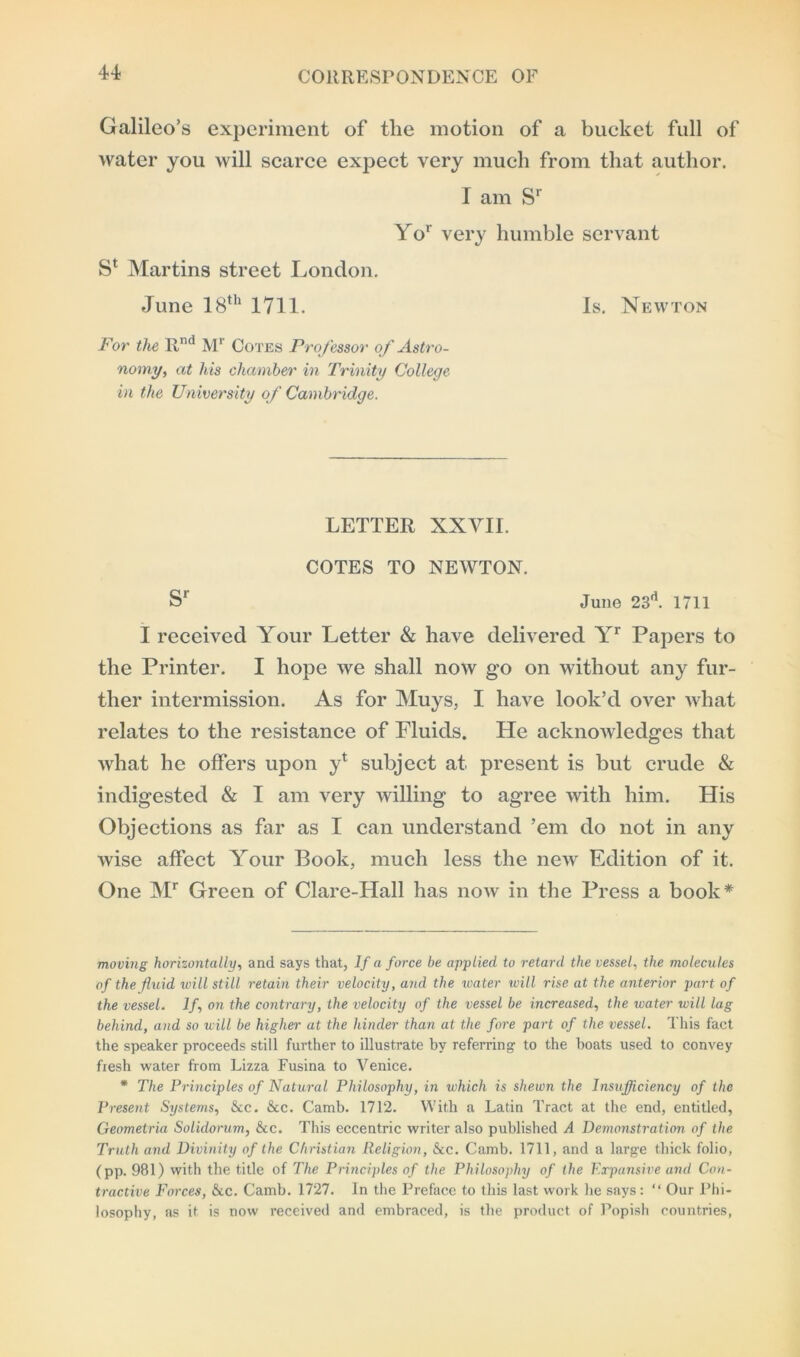 44 CORRESPONDENCE OF
Galileo's experiment of the motion of a bucket full of
water you will scarce expect very much from that author.
I am Sʳ
Yoʳ very humble servant
Sᵗ Martins street London.
June 18ᵗʰ 1711. Is. Newton
For the Rⁿᵈ Mʳ Cotes Professor of Astro-
nomy, at his chamber in Trinity College
in the University of Cambridge.
LETTER XXVII.
COTES TO NEWTON.
Sʳ June 23ᵈ. 1711
I received Your Letter & have delivered Yʳ Papers to
the Printer. I hope we shall now go on without any fur-
ther intermission. As for Muys, I have look'd over what
relates to the resistance of Fluids. He acknowledges that
what he offers upon yᵗ subject at present is but crude &
indigested & I am very willing to agree with him. His
Objections as far as I can understand 'em do not in any
wise affect Your Book, much less the new Edition of it.
One Mʳ Green of Clare-Hall has now in the Press a book*
moving horizontally, and says that, If a force be applied to retard the vessel, the molecules
of the fluid will still retain their velocity, and the water will rise at the anterior part of
the vessel. If, on the contrary, the velocity of the vessel be increased, the water will lag
behind, and so will be higher at the hinder than at the fore part of the vessel. This fact
the speaker proceeds still further to illustrate by referring to the boats used to convey
fresh water from Lizza Fusina to Venice.
* The Principles of Natural Philosophy, in which is shewn the Insufficiency of the
Present Systems, &c. &c. Camb. 1712. With a Latin Tract at the end, entitled,
Geometria Solidorum, &c. This eccentric writer also published A Demonstration of the
Truth and Divinity of the Christian Religion, &c. Camb. 1711, and a large thick folio,
(pp. 981) with the title of The Principles of the Philosophy of the Expansive and Con-
tractive Forces, &c. Camb. 1727. In the Preface to this last work he says: “Our Phi-
losophy, as it is now received and embraced, is the product of Popish countries,